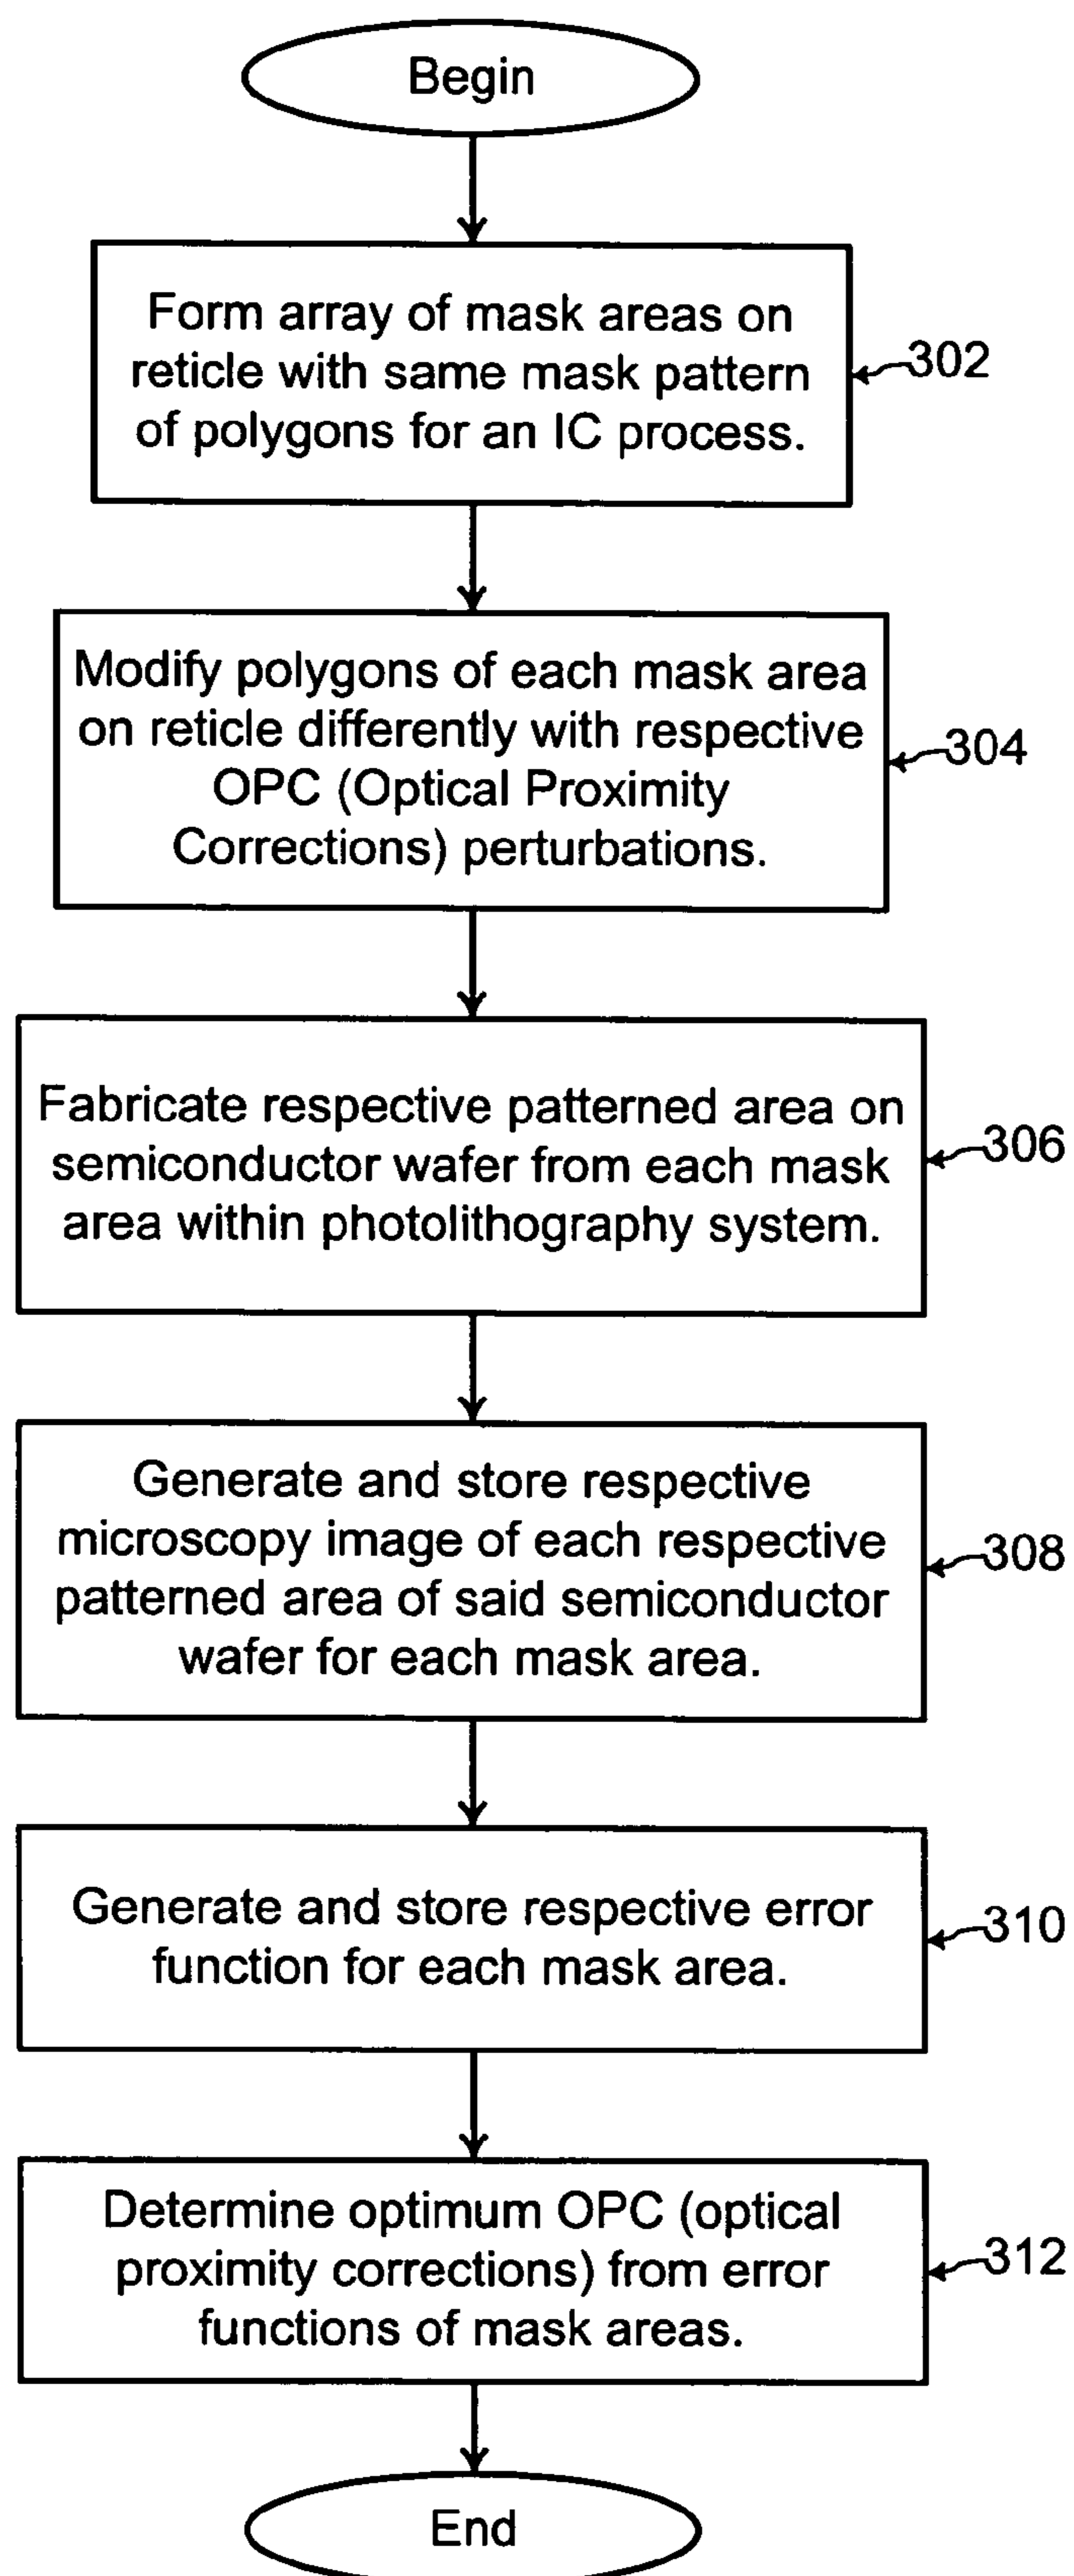 Begin
Form array of mask areas on
reticle with same mask pattern
of polygons for an IC process.
302
Modify polygons of each mask area
on reticle differently with respective
OPC (Optical Proximity
Corrections) perturbations.
304
Fabricate respective patterned area on
semiconductor wafer from each mask
area within photolithography system.
306
Generate and store respective
microscopy image of each respective
patterned area of said semiconductor
wafer for each mask area.
308
Generate and store respective error
function for each mask area.
310
Determine optimum OPC (optical
proximity corrections) from error
functions of mask areas.
312
End